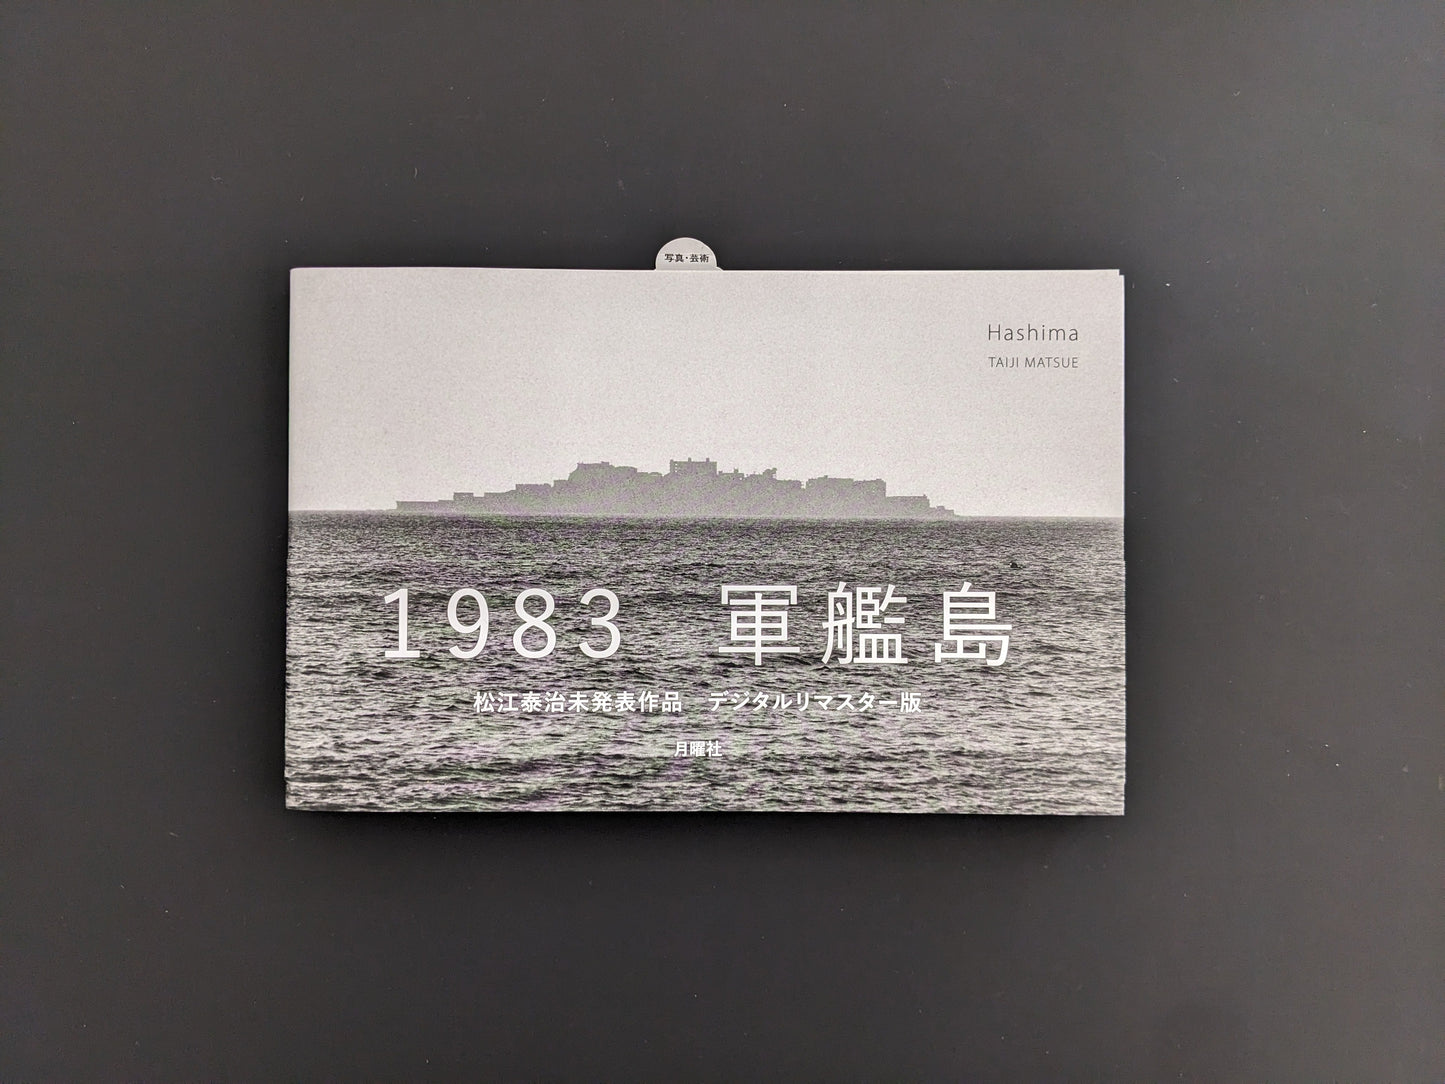 写真・芸術
Hashima
TAIJI MATSUE
1983 軍艦島
松江泰治未発表作品 デジタルリマスター版
月曜社